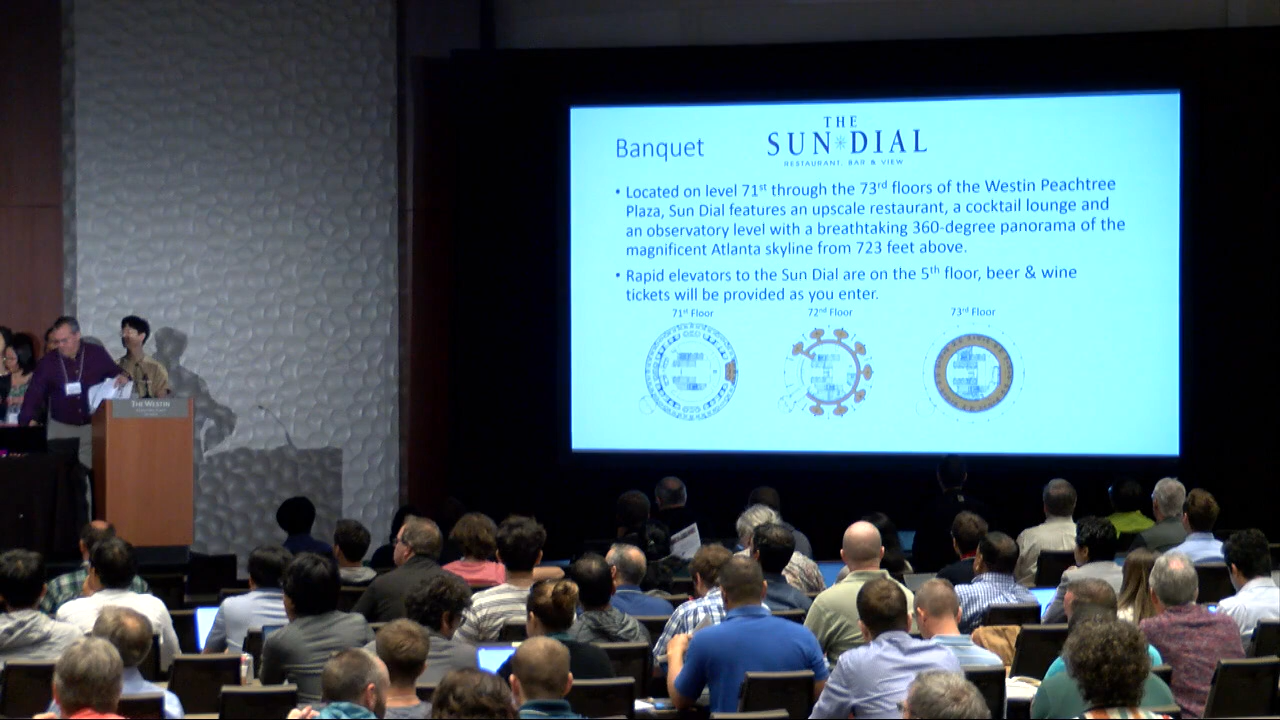 THE
SUN DIAL
RESTAURANT, BAR & VIEW
Banquet
• Located on level 71st through the 73rd floors of the Westin Peachtree
Plaza, Sun Dial features an upscale restaurant, a cocktail lounge and
an observatory level with a breathtaking 360-degree panorama of the
magnificent Atlanta skyline from 723 feet above.
• Rapid elevators to the Sun Dial are on the 5th floor, beer & wine
tickets will be provided as you enter.
71st Floor
72nd Floor
73rd Floor
THE WESTIN